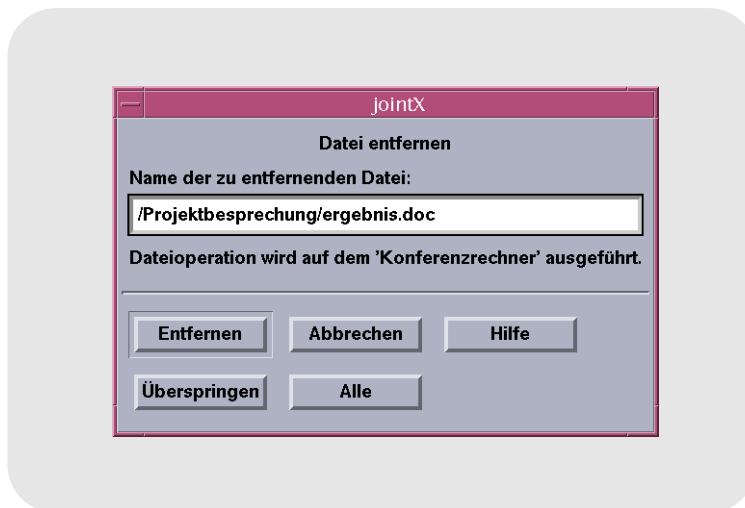 jointX
Datei entfernen
Name der zu entfernenden Datei:
/Projektbesprechung/ergebnis.doc
Dateioperation wird auf dem 'Konferenzrechner' ausgeführt.
Entfernen Abbrechen Hilfe
Überspringen Alle